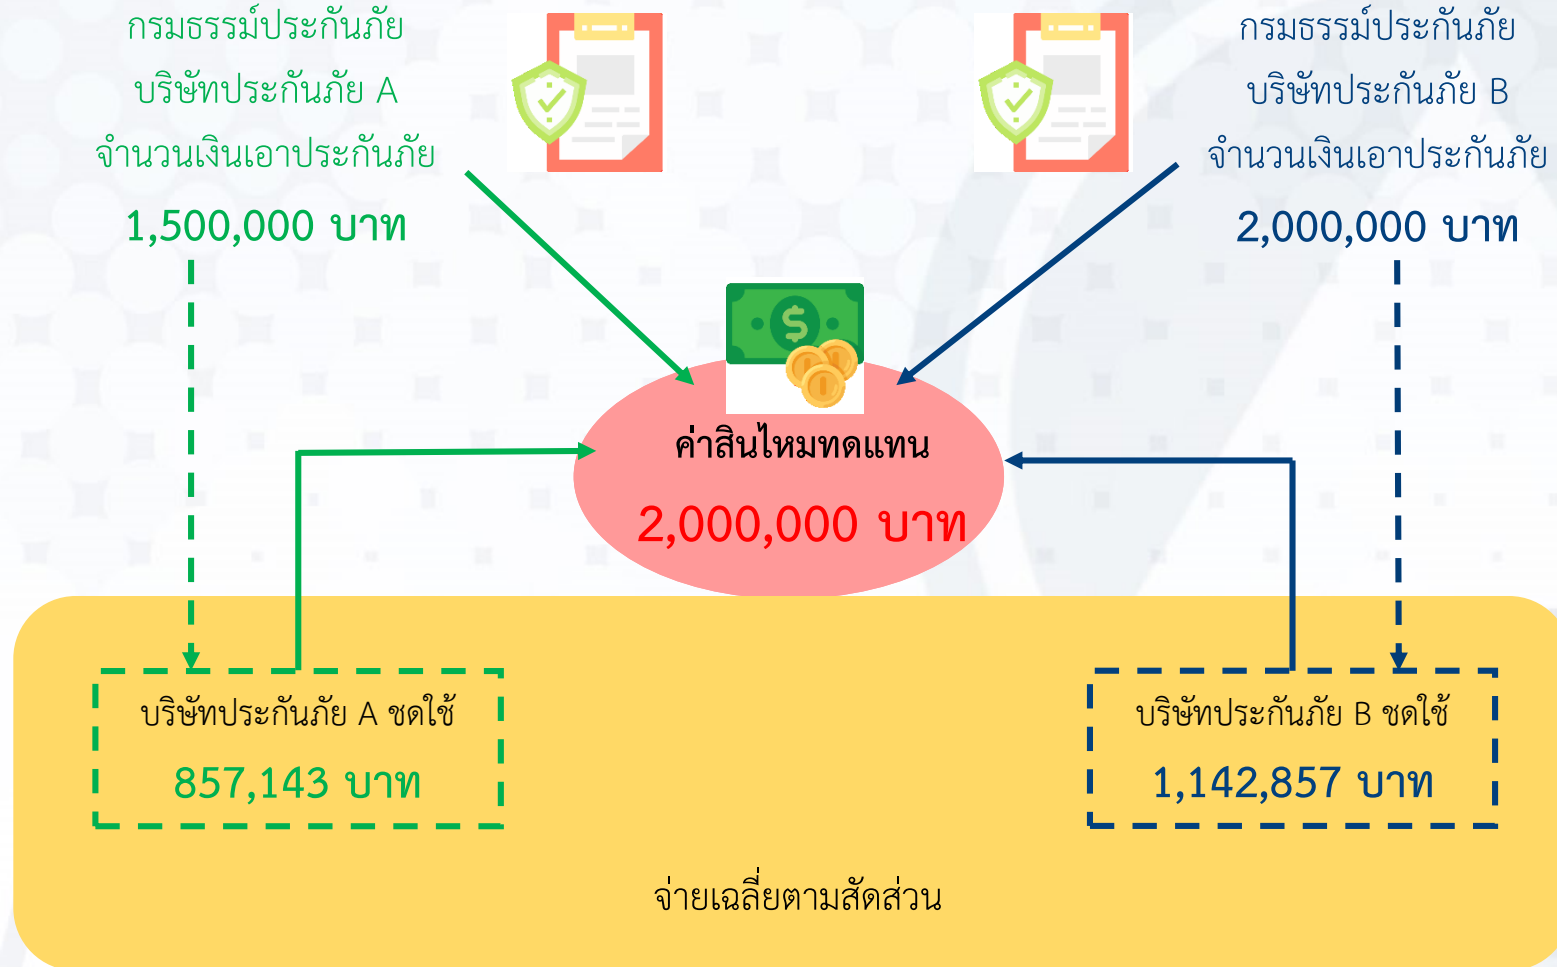 กรมธรรม์ประกันภัย
บริษัทประกันภัย A
จำนวนเงินเอาประกันภัย
1,500,000 บาท
กรมธรรม์ประกันภัย
บริษัทประกันภัย B
จำนวนเงินเอาประกันภัย
2,000,000 บาท
ค่าสินไหมทดแทน
2,000,000 บาท
บริษัทประกันภัย A ชดใช้
857,143 บาท
บริษัทประกันภัย B ชดใช้
1,142,857 บาท
จ่ายเฉลี่ยตามสัดส่วน